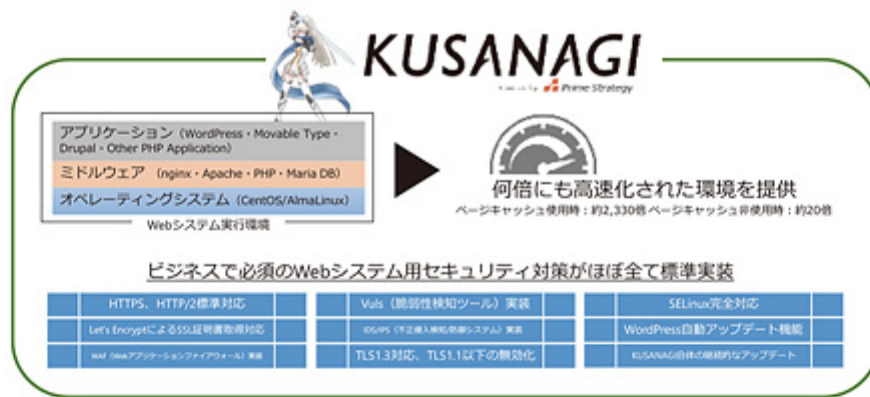 KUSANAGI
Prime Strategy
アプリケーション（WordPress・Movable Type・
Drupal・Other PHP Application）
ミドルウェア （nginx・Apache・PHP・Maria DB）
オペレーティングシステム（CentOS/AlmaLinux）
Webシステム実行環境
何倍にも高速化された環境を提供
ページキャッシュ使用時：約2,330倍 ページキャッシュ非使用時：約20倍
ビジネスで必須のWebシステム用セキュリティ対策がほぼ全て標準実装
HTTPS、HTTP/2標準対応
Vuls（脆弱性検知ツール）実装
SELinux完全対応
Let's EncryptによるSSL証明書取得対応
IDS/IPS（不正侵入検知/防御システム）実装
WordPress自動アップデート機能
WAF（Webアプリケーションファイアウォール）実装
TLS1.3対応、TLS1.1以下の無効化
KUSANAGI自体の継続的なアップデート